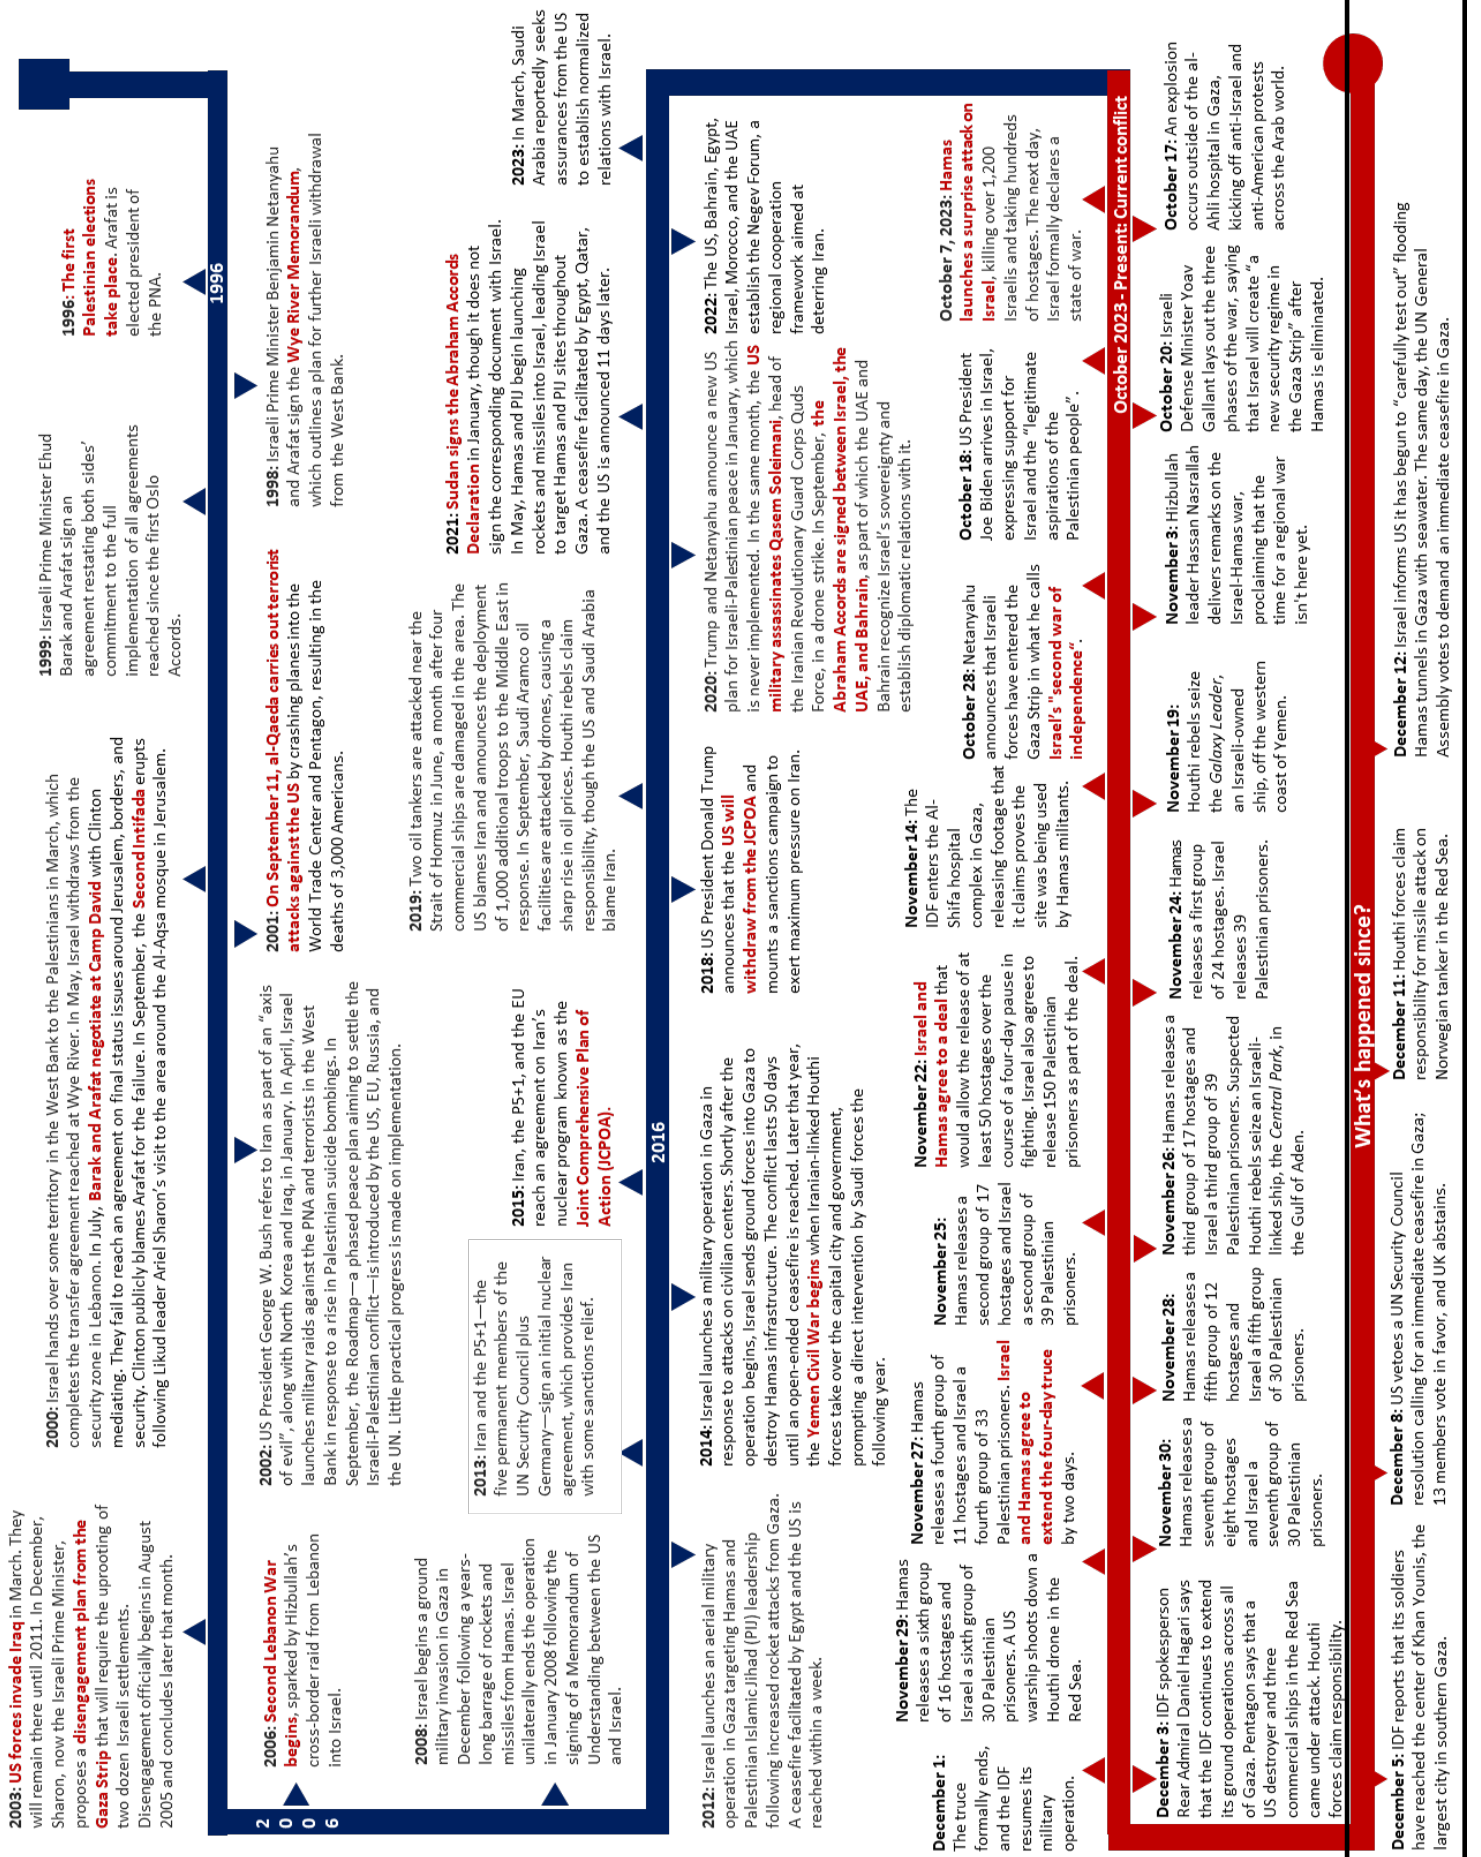 1996: The first
Palestinian elections
take place. Arafat is
elected president of
the PNA.
1999: Israeli Prime Minister Ehud
Barak and Arafat sign an
agreement restating both sides’
commitment to the full
implementation of all agreements
reached since the first Oslo
Accords.
2000: Israel hands over some territory in the West Bank to the Palestinians in March, which
completes the transfer agreement reached at Wye River. In May, Israel withdraws from the
security zone in Lebanon. In July, Barak and Arafat negotiate at Camp David with Clinton
mediating. They fail to reach an agreement on final status issues around Jerusalem, borders, and
security. Clinton publicly blames Arafat for the failure. In September, the Second Intifada erupts
following Likud leader Ariel Sharon’s visit to the area around the Al-Aqsa mosque in Jerusalem.
2003: US forces invade Iraq in March. They
will remain there until 2011. In December,
Sharon, now the Israeli Prime Minister,
proposes a disengagement plan from the
Gaza Strip that will require the uprooting of
two dozen Israeli settlements.
Disengagement officially begins in August
2005 and concludes later that month.
1996
1998: Israeli Prime Minister Benjamin Netanyahu
and Arafat sign the Wye River Memorandum,
which outlines a plan for further Israeli withdrawal
from the West Bank.
2001: On September 11, al-Qaeda carries out terrorist
attacks against the US by crashing planes into the
World Trade Center and Pentagon, resulting in the
deaths of 3,000 Americans.
2002: US President George W. Bush refers to Iran as part of an “axis
of evil”, along with North Korea and Iraq, in January. In April, Israel
launches military raids against the PNA and terrorists in the West
Bank in response to a rise in Palestinian suicide bombings. In
September, the Roadmap—a phased peace plan aiming to settle the
Israeli-Palestinian conflict—is introduced by the US, EU, Russia, and
the UN. Little practical progress is made on implementation.
2006: Second Lebanon War
begins, sparked by Hizbullah’s
cross-border raid from Lebanon
into Israel.
2
0
0
6
2008: Israel begins a ground
military invasion in Gaza in
December following a years-
long barrage of rockets and
missiles from Hamas. Israel
unilaterally ends the operation
in January 2008 following the
signing of a Memorandum of
Understanding between the US
and Israel.
2013: Iran and the P5+1—the
five permanent members of the
UN Security Council plus
Germany—sign an initial nuclear
agreement, which provides Iran
with some sanctions relief.
2015: Iran, the P5+1, and the EU
reach an agreement on Iran’s
nuclear program known as the
Joint Comprehensive Plan of
Action (JCPOA).
2019: Two oil tankers are attacked near the
Strait of Hormuz in June, a month after four
commercial ships are damaged in the area. The
US blames Iran and announces the deployment
of 1,000 additional troops to the Middle East in
response. In September, Saudi Aramco oil
facilities are attacked by drones, causing a
sharp rise in oil prices. Houthi rebels claim
responsibility, though the US and Saudi Arabia
blame Iran.
2021: Sudan signs the Abraham Accords
Declaration in January, though it does not
sign the corresponding document with Israel.
In May, Hamas and PIJ begin launching
rockets and missiles into Israel, leading Israel
to target Hamas and PIJ sites throughout
Gaza. A ceasefire facilitated by Egypt, Qatar,
and the US is announced 11 days later.
2023: In March, Saudi
Arabia reportedly seeks
assurances from the US
to establish normalized
relations with Israel.
2016
2012: Israel launches an aerial military
operation in Gaza targeting Hamas and
Palestinian Islamic Jihad (PIJ) leadership
following increased rocket attacks from Gaza.
A ceasefire facilitated by Egypt and the US is
reached within a week.
2014: Israel launches a military operation in Gaza in
response to attacks on civilian centers. Shortly after the
operation begins, Israel sends ground forces into Gaza to
destroy Hamas infrastructure. The conflict lasts 50 days
until an open-ended ceasefire is reached. Later that year,
the Yemen Civil War begins when Iranian-linked Houthi
forces take over the capital city and government,
prompting a direct intervention by Saudi forces the
following year.
2018: US President Donald Trump
announces that the US will
withdraw from the JCPOA and
mounts a sanctions campaign to
exert maximum pressure on Iran.
2020: Trump and Netanyahu announce a new US
plan for Israeli-Palestinian peace in January, which
is never implemented. In the same month, the US
military assassinates Qasem Soleimani, head of
the Iranian Revolutionary Guard Corps Quds
Force, in a drone strike. In September, the
Abraham Accords are signed between Israel, the
UAE, and Bahrain, as part of which the UAE and
Bahrain recognize Israel’s sovereignty and
establish diplomatic relations with it.
2022: The US, Bahrain, Egypt,
Israel, Morocco, and the UAE
establish the Negev Forum, a
regional cooperation
framework aimed at
deterring Iran.
October 7, 2023: Hamas
launches a surprise attack on
Israel, killing over 1,200
Israelis and taking hundreds
of hostages. The next day,
Israel formally declares a
state of war.
October 18: US President
Joe Biden arrives in Israel,
expressing support for
Israel and the “legitimate
aspirations of the
Palestinian people”.
October 28: Netanyahu
announces that Israeli
forces have entered the
Gaza Strip in what he calls
Israel’s "second war of
independence".
November 14: The
IDF enters the Al-
Shifa hospital
complex in Gaza,
releasing footage that
it claims proves the
site was being used
by Hamas militants.
November 22: Israel and
Hamas agree to a deal that
would allow the release of at
least 50 hostages over the
course of a four-day pause in
fighting. Israel also agrees to
release 150 Palestinian
prisoners as part of the deal.
November 25:
Hamas releases a
second group of 17
hostages and Israel
a second group of
39 Palestinian
prisoners.
November 27: Hamas
releases a fourth group of
11 hostages and Israel a
fourth group of 33
Palestinian prisoners. Israel
and Hamas agree to
extend the four-day truce
by two days.
November 29: Hamas
releases a sixth group
of 16 hostages and
Israel a sixth group of
30 Palestinian
prisoners. A US
warship shoots down a
Houthi drone in the
Red Sea.
December 1:
The truce
formally ends,
and the IDF
resumes its
military
operation.
October 2023 - Present: Current conflict
October 17: An explosion
occurs outside of the al-
Ahli hospital in Gaza,
kicking off anti-Israel and
anti-American protests
across the Arab world.
October 20: Israeli
Defense Minister Yoav
Gallant lays out the three
phases of the war, saying
that Israel will create “a
new security regime in
the Gaza Strip” after
Hamas is eliminated.
November 3: Hizbullah
leader Hassan Nasrallah
delivers remarks on the
Israel-Hamas war,
proclaiming that the
time for a regional war
isn't here yet.
November 19:
Houthi rebels seize
the Galaxy Leader,
an Israeli-owned
ship, off the western
coast of Yemen.
November 24: Hamas
releases a first group
of 24 hostages. Israel
releases 39
Palestinian prisoners.
November 26: Hamas releases a
third group of 17 hostages and
Israel a third group of 39
Palestinian prisoners. Suspected
Houthi rebels seize an Israeli-
linked ship, the Central Park, in
the Gulf of Aden.
November 28:
Hamas releases a
fifth group of 12
hostages and
Israel a fifth group
of 30 Palestinian
prisoners.
November 30:
Hamas releases a
seventh group of
eight hostages
and Israel a
seventh group of
30 Palestinian
prisoners.
December 3: IDF spokesperson
Rear Admiral Daniel Hagari says
that the IDF continues to extend
its ground operations across all
of Gaza. Pentagon says that a
US destroyer and three
commercial ships in the Red Sea
came under attack. Houthi
forces claim responsibility.
What’s happened since?
December 5: IDF reports that its soldiers
have reached the center of Khan Younis, the
largest city in southern Gaza.
December 8: US vetoes a UN Security Council
resolution calling for an immediate ceasefire in Gaza;
13 members vote in favor, and UK abstains.
December 11: Houthi forces claim
responsibility for missile attack on
Norwegian tanker in the Red Sea.
December 12: Israel informs US it has begun to “carefully test out” flooding
Hamas tunnels in Gaza with seawater. The same day, the UN General
Assembly votes to demand an immediate ceasefire in Gaza.